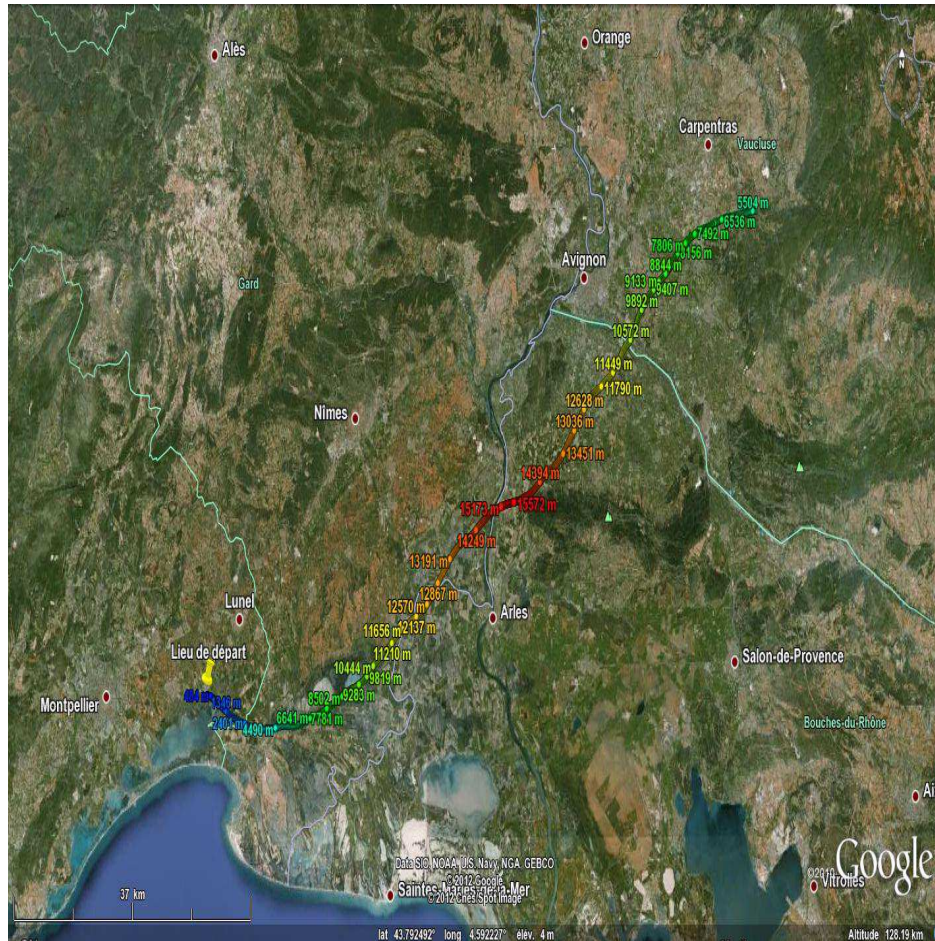 Orange
Alès
N
Carpentras
Vaucluse
5504 m
6536 m
7492 m
7806 m
8156 m
8844 m
Avignon
9133 m
9407 m
Gard
9892 m
10572 m
11449 m
11790 m
12628 m
Nîmes
13036 m
13451 m
14394 m
15173 m
15572 m
14249 m
13191 m
12867 m
12570 m
Lunel
12137 m
Arles
11656 m
Lieu de départ
11210 m
Salon-de-Provence
10444 m
9819 m
9283 m
8502 m
Montpellier
6641 m
7781 m
2401 m
4490 m
Bouches-du-Rhône
Data SIO, NOAA, U.S. Navy, NGA, GEBCO
© 2012 Google
© 2012 Cnes/Spot Image
Saintes-Maries-de-la-Mer
Google
Vitrolles
37 km
lat 43.792492° long 4.592227° élév. 4 m
Altitude 128.19 km